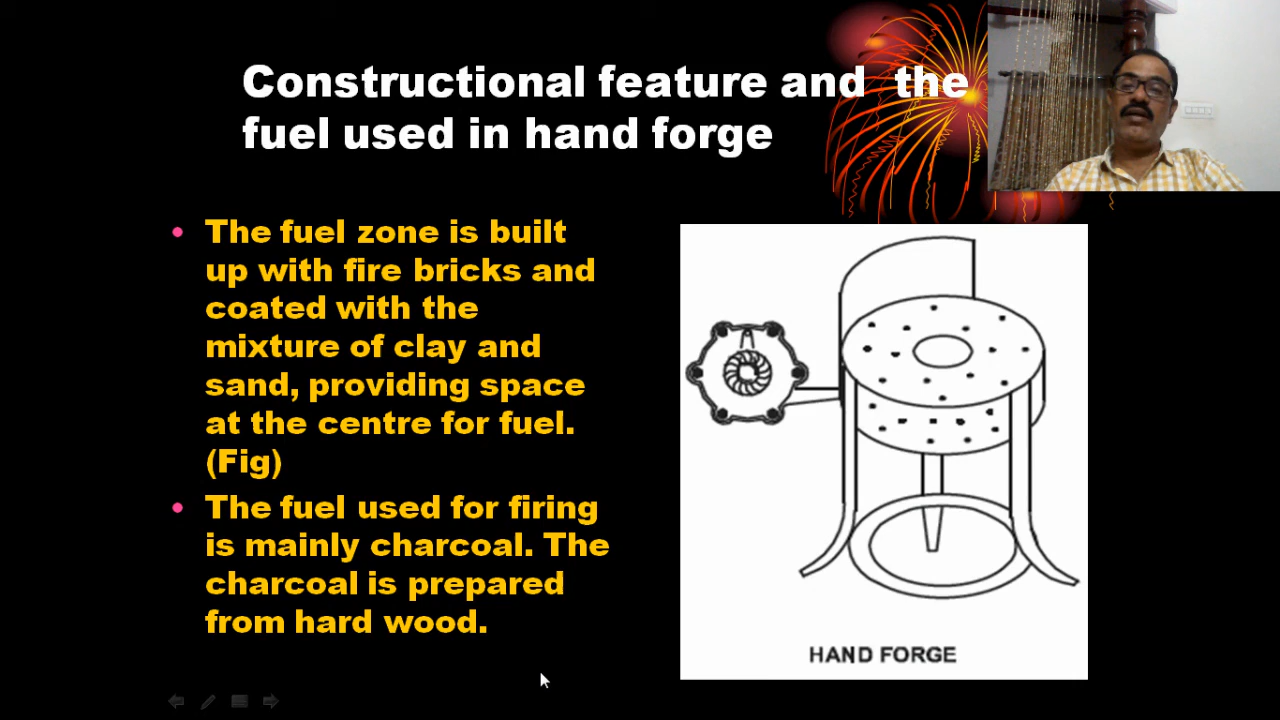 Constructional feature and the
fuel used in hand forge
• The fuel zone is built
up with fire bricks and
coated with the
mixture of clay and
sand, providing space
at the centre for fuel.
(Fig)
• The fuel used for firing
is mainly charcoal. The
charcoal is prepared
from hard wood.
HAND FORGE